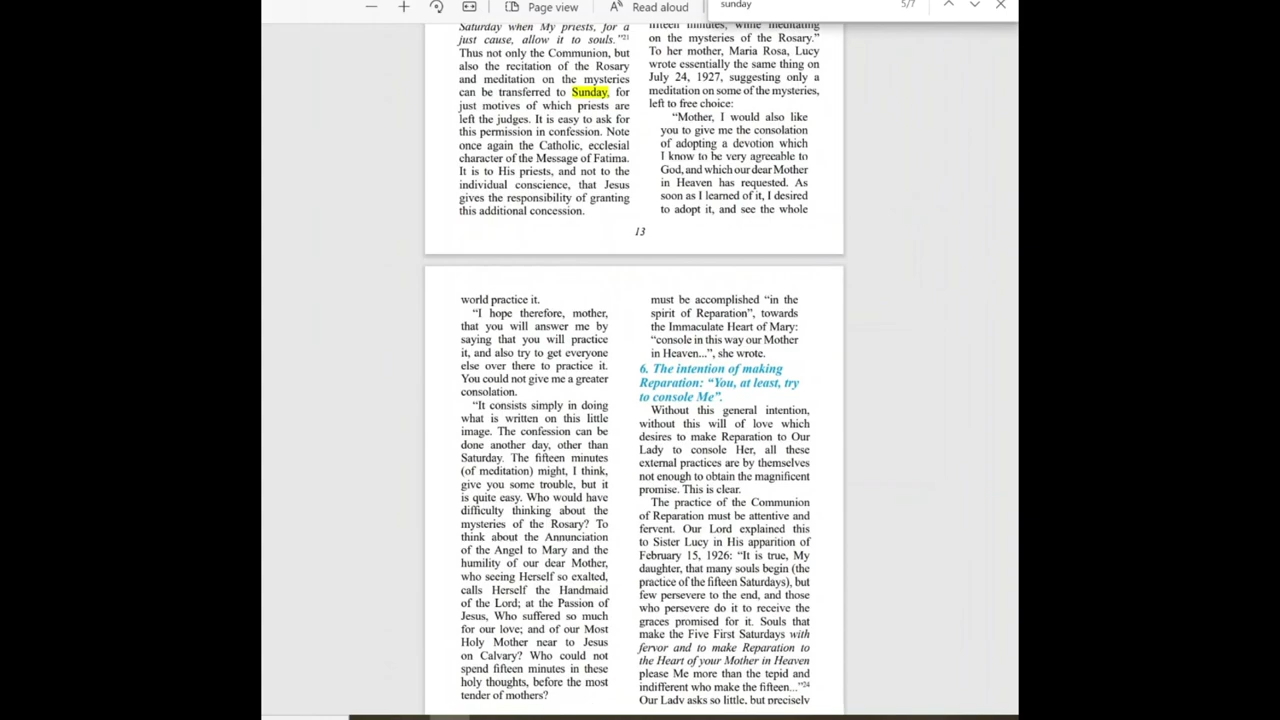 Page view
Read aloud
sunday
5/7
Saturday when My priests, for a
just cause, allow it to souls."21
Thus not only the Communion, but
also the recitation of the Rosary
and meditation on the mysteries
can be transferred to Sunday, for
just motives of which priests are
left the judges. It is easy to ask for
this permission in confession. Note
once again the Catholic, ecclesial
character of the Message of Fatima.
It is to His priests, and not to the
individual conscience, that Jesus
gives the responsibility of granting
this additional concession.
fifteen minutes, while meditating
on the mysteries of the Rosary."
To her mother, Maria Rosa, Lucy
wrote essentially the same thing on
July 24, 1927, suggesting only a
meditation on some of the mysteries,
left to free choice:
"Mother, I would also like
you to give me the consolation
of adopting a devotion which
I know to be very agreeable to
God, and which our dear Mother
in Heaven has requested. As
soon as I learned of it, I desired
to adopt it, and see the whole
13
world practice it.
"I hope therefore, mother,
that you will answer me by
saying that you will practice
it, and also try to get everyone
else over there to practice it.
You could not give me a greater
consolation.
"It consists simply in doing
what is written on this little
image. The confession can be
done another day, other than
Saturday. The fifteen minutes
(of meditation) might, I think,
give you some trouble, but it
is quite easy. Who would have
difficulty thinking about the
mysteries of the Rosary? To
think about the Annunciation
of the Angel to Mary and the
humility of our dear Mother,
who seeing Herself so exalted,
calls Herself the Handmaid
of the Lord; at the Passion of
Jesus, Who suffered so much
for our love; and of our Most
Holy Mother near to Jesus
on Calvary? Who could not
spend fifteen minutes in these
holy thoughts, before the most
tender of mothers?
must be accomplished "in the
spirit of Reparation", towards
the Immaculate Heart of Mary:
"console in this way our Mother
in Heaven...", she wrote.
6. The intention of making
Reparation: "You, at least, try
to console Me".
Without this general intention,
without this will of love which
desires to make Reparation to Our
Lady to console Her, all these
external practices are by themselves
not enough to obtain the magnificent
promise. This is clear.
The practice of the Communion
of Reparation must be attentive and
fervent. Our Lord explained this
to Sister Lucy in His apparition of
February 15, 1926: "It is true, My
daughter, that many souls begin (the
practice of the fifteen Saturdays), but
few persevere to the end, and those
who persevere do it to receive the
graces promised for it. Souls that
make the Five First Saturdays with
fervor and to make Reparation to
the Heart of your Mother in Heaven
please Me more than the tepid and
indifferent who make the fifteen..."24
Our Lady asks so little, but precisely